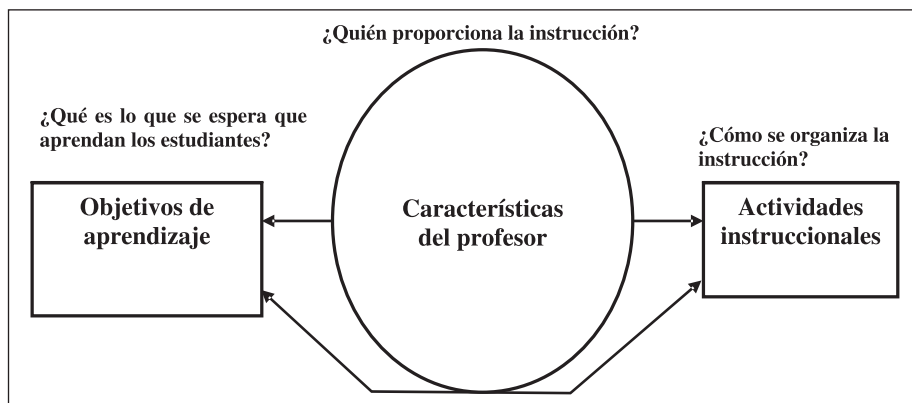 ¿Quién proporciona la instrucción?
¿Qué es lo que se espera que
aprendan los estudiantes?
¿Cómo se organiza la
instrucción?
Objetivos de
aprendizaje
Características
del profesor
Actividades
instruccionales